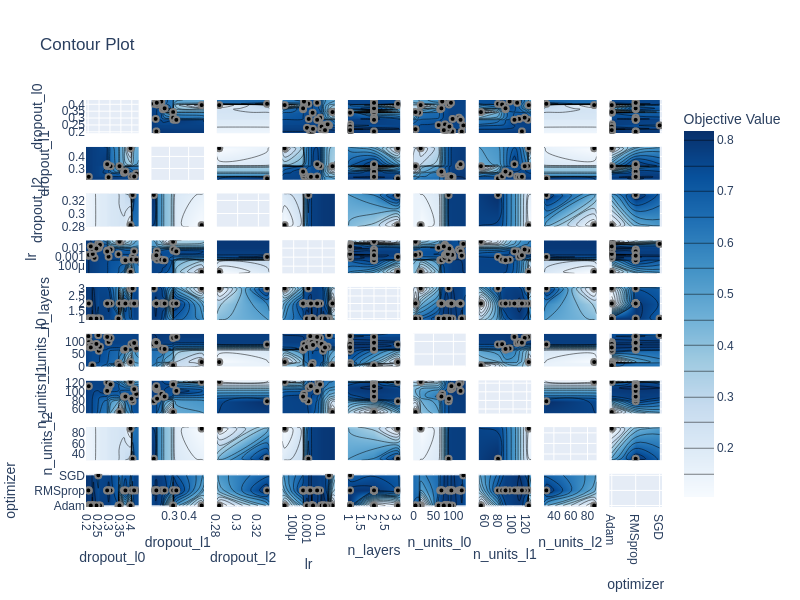 Contour Plot
Objective Value
0.8
0.7
0.6
0.5
0.4
0.3
0.2
dropout_l0
0.4
0.35
0.3
0.25
0.2
dropout_l1
0.4
0.3
dropout_l2
0.32
0.3
0.28
lr
0.01
0.001
100μ
n_layers
3
2.5
2
1.5
1
n_units_l0
100
50
0
n_units_l1
120
100
80
60
n_units_l2
80
60
40
optimizer
SGD
RMSprop
Adam
0.2
0.25
0.3
0.35
0.4
dropout_l0
0.3 0.4
dropout_l1
0.28
0.3
0.32
dropout_l2
100μ
0.001
0.01
lr
1
1.5
2
2.5
3
n_layers
0 50 100
n_units_l0
60
80
100
120
n_units_l1
40 60 80
n_units_l2
Adam
RMSprop
SGD
optimizer